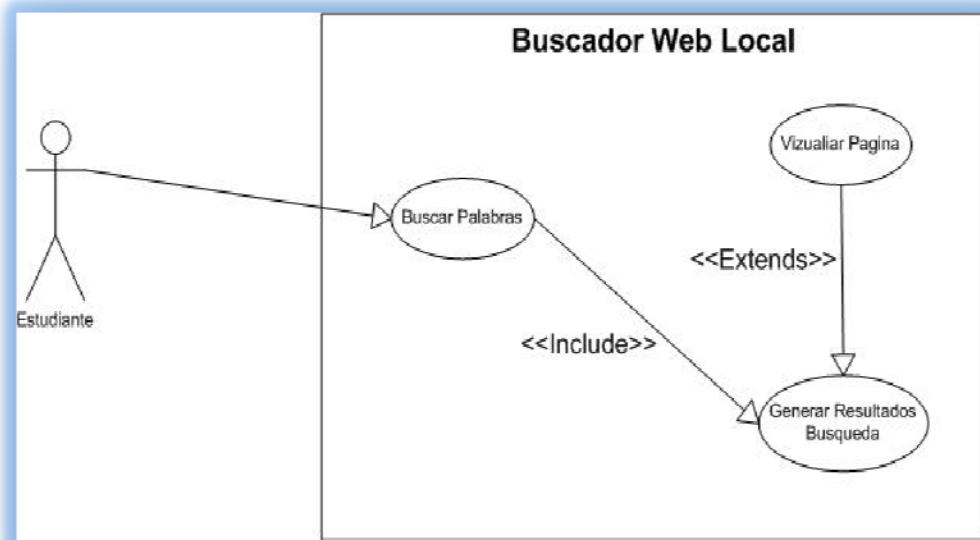 Buscador Web Local
Vizualiar Pagina
Buscar Palabras
<<Extends>>
Estudiante
<<Include>>
Generar Resultados
Busqueda